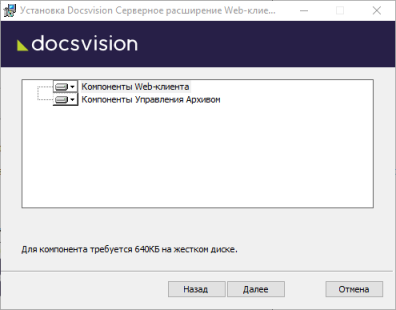 Установка Docsvision Серверное расширение Web-клие...
docsvision
Компоненты Web-клиента
Компоненты Управления Архивом
Для компонента требуется 640КБ на жестком диске.
Назад
Далее
Отмена